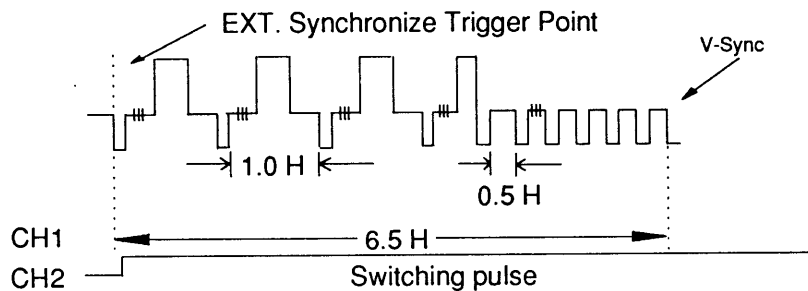 EXT. Synchronize Trigger Point
V-Sync
1.0 H
0.5 H
CH1
6.5 H
CH2
Switching pulse